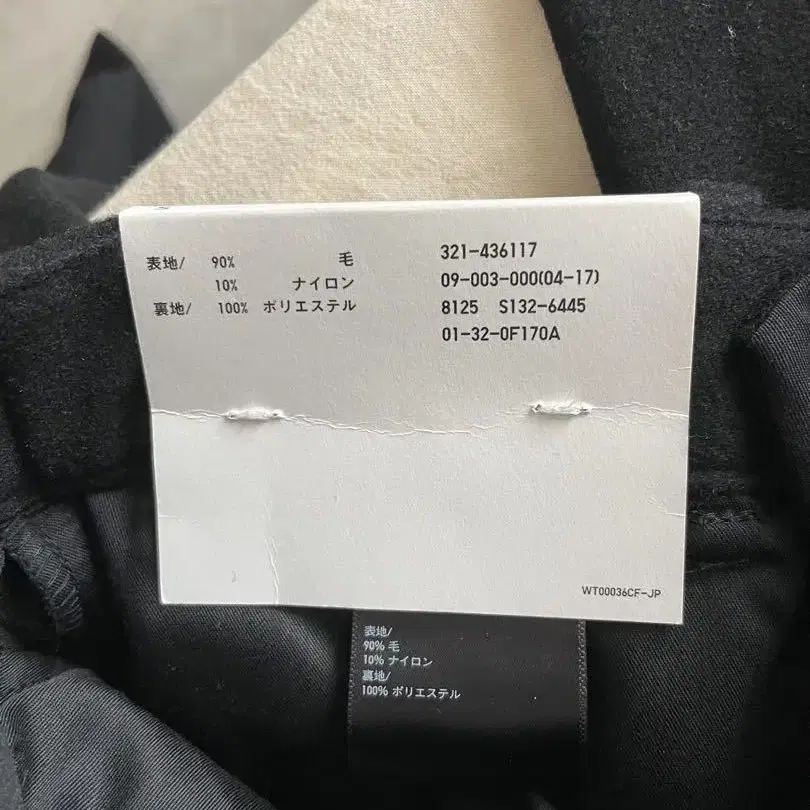 表地/ 90% 毛
10% ナイロン
裏地/ 100% ポリエステル
321-436117
09-003-000(04-17)
8125 S132-6445
01-32-0F170A
WT00036CF-JP
表地/
90% 毛
10% ナイロン
裏地/
100% ポリエステル